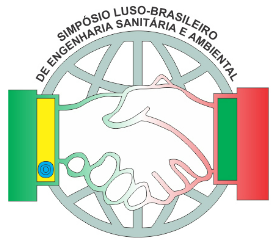 SIMPÓSIO LUSO-BRASILEIRO
DE ENGENHARIA SANITÁRIA E AMBIENTAL